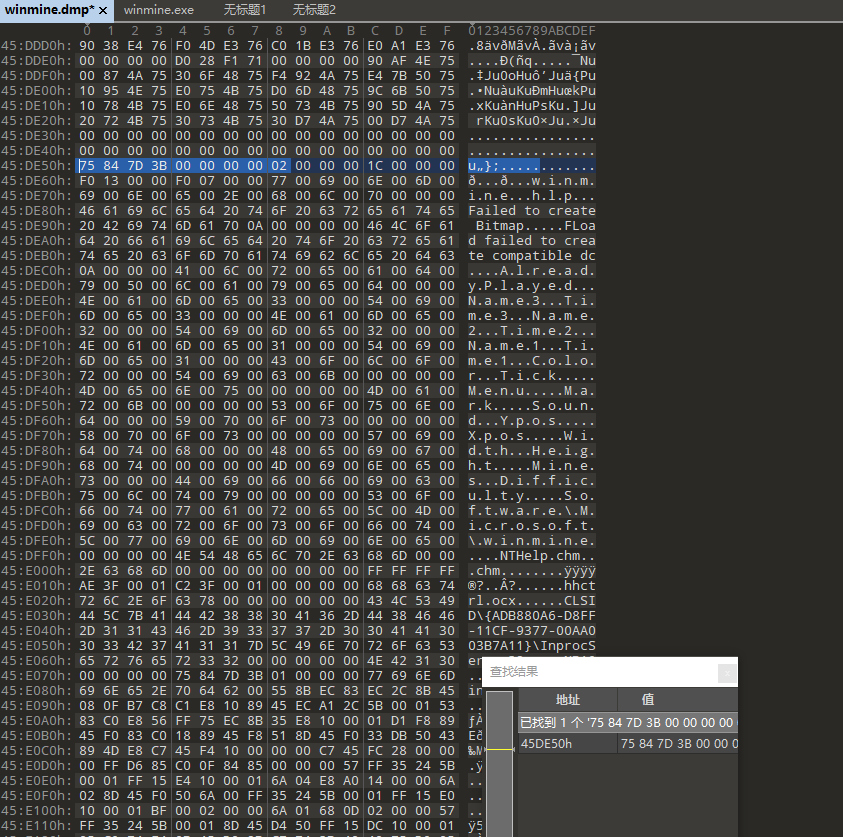 winmine.dmp* × winmine.exe 无标题1 无标题2
0 1 2 3 4 5 6 7 8 9 A B C D E F 0123456789ABCDEF
45:DDD0h: 90 38 E4 76 F0 4D E3 76 C0 1B E3 76 E0 A1 E3 76 .8ävðMãvÀ.ãvà¡ãv
45:DDE0h: 00 00 00 00 D0 28 F1 71 00 00 00 00 90 AF 4E 75 ....Ð(ñq.....¯Nu
45:DDF0h: 00 87 4A 75 30 6F 48 75 F4 92 4A 75 E4 7B 50 75 .‡Ju0oHuô’Juä{Pu
45:DE00h: 10 95 4E 75 E0 75 4B 75 D0 6D 48 75 9C 6B 50 75 .•NuàuKuÐmHuœkPu
45:DE10h: 10 78 4B 75 E0 6E 48 75 50 73 4B 75 90 5D 4A 75 .xKuànHuPsKu.]Ju
45:DE20h: 20 72 4B 75 30 73 4B 75 30 D7 4A 75 00 D7 4A 75 rKu0sKu0×Ju.×Ju
45:DE30h: 00 00 00 00 00 00 00 00 00 00 00 00 00 00 00 00 ................
45:DE40h: 00 00 00 00 00 00 00 00 00 00 00 00 00 00 00 00 ................
45:DE50h: 75 84 7D 3B 00 00 00 00 02 00 00 00 1C 00 00 00 u„};............
45:DE60h: F0 13 00 00 F0 07 00 00 77 00 69 00 6E 00 6D 00 ð...ð...w.i.n.m.
45:DE70h: 69 00 6E 00 65 00 2E 00 68 00 6C 00 70 00 00 00 i.n.e...h.l.p...
45:DE80h: 46 61 69 6C 65 64 20 74 6F 20 63 72 65 61 74 65 Failed to create
45:DE90h: 20 42 69 74 6D 61 70 0A 00 00 00 00 46 4C 6F 61 Bitmap.....FLoa
45:DEA0h: 64 20 66 61 69 6C 65 64 20 74 6F 20 63 72 65 61 d failed to crea
45:DEB0h: 74 65 20 63 6F 6D 70 61 74 69 62 6C 65 20 64 63 te compatible dc
45:DEC0h: 0A 00 00 00 41 00 6C 00 72 00 65 00 61 00 64 00 ....A.l.r.e.a.d.
45:DED0h: 79 00 50 00 6C 00 61 00 79 00 65 00 64 00 00 00 y.P.l.a.y.e.d...
45:DEE0h: 4E 00 61 00 6D 00 65 00 33 00 00 00 54 00 69 00 N.a.m.e.3...T.i.
45:DEF0h: 6D 00 65 00 33 00 00 00 4E 00 61 00 6D 00 65 00 m.e.3...N.a.m.e.
45:DF00h: 32 00 00 00 54 00 69 00 6D 00 65 00 32 00 00 00 2...T.i.m.e.2...
45:DF10h: 4E 00 61 00 6D 00 65 00 31 00 00 00 54 00 69 00 N.a.m.e.1...T.i.
45:DF20h: 6D 00 65 00 31 00 00 00 43 00 6F 00 6C 00 6F 00 m.e.1...C.o.l.o.
45:DF30h: 72 00 00 00 54 00 69 00 63 00 6B 00 00 00 00 00 r...T.i.c.k.....
45:DF40h: 4D 00 65 00 6E 00 75 00 00 00 00 00 4D 00 61 00 M.e.n.u.....M.a.
45:DF50h: 72 00 6B 00 00 00 00 00 53 00 6F 00 75 00 6E 00 r.k.....S.o.u.n.
45:DF60h: 64 00 00 00 59 00 70 00 6F 00 73 00 00 00 00 00 d...Y.p.o.s.....
45:DF70h: 58 00 70 00 6F 00 73 00 00 00 00 00 57 00 69 00 X.p.o.s.....W.i.
45:DF80h: 64 00 74 00 68 00 00 00 48 00 65 00 69 00 67 00 d.t.h...H.e.i.g.
45:DF90h: 68 00 74 00 00 00 00 00 4D 00 69 00 6E 00 65 00 h.t.....M.i.n.e.
45:DFA0h: 73 00 00 00 44 00 69 00 66 00 66 00 69 00 63 00 s...D.i.f.f.i.c.
45:DFB0h: 75 00 6C 00 74 00 79 00 00 00 00 00 53 00 6F 00 u.l.t.y.....S.o.
45:DFC0h: 66 00 74 00 77 00 61 00 72 00 65 00 5C 00 4D 00 f.t.w.a.r.e.\.M.
45:DFD0h: 69 00 63 00 72 00 6F 00 73 00 6F 00 66 00 74 00 i.c.r.o.s.o.f.t.
45:DFE0h: 5C 00 77 00 69 00 6E 00 6D 00 69 00 6E 00 65 00 \.w.i.n.m.i.n.e.
45:DFF0h: 00 00 00 00 4E 54 48 65 6C 70 2E 63 68 6D 00 00 ....NTHelp.chm..
45:E000h: 2E 63 68 6D 00 00 00 00 00 00 00 00 FF FF FF FF .chm........ÿÿÿÿ
45:E010h: AE 3F 00 01 C2 3F 00 01 00 00 00 00 68 68 63 74 ®?..Â?......hhct
45:E020h: 72 6C 2E 6F 63 78 00 00 00 00 00 00 43 4C 53 49 rl.ocx......CLSI
45:E030h: 44 5C 7B 41 44 42 38 38 30 41 36 2D 44 38 46 46 D\{ADB880A6-D8FF
45:E040h: 2D 31 31 43 46 2D 39 33 37 37 2D 30 30 41 41 30 -11CF-9377-00AA0
45:E050h: 30 33 42 37 41 31 31 7D 5C 49 6E 70 72 6F 63 53 03B7A11}\InprocS
45:E060h: 65 72 76 65 72 33 32 00 00 00 00 00 4E 42 31 30 er
45:E070h: 00 00 00 00 75 84 7D 3B 01 00 00 00 77 69 6E 6D ..
45:E080h: 69 6E 65 2E 70 64 62 00 55 8B EC 83 EC 2C 8B 45 in
45:E090h: 08 0F B7 C8 C1 E8 10 89 45 EC A1 2C 5B 00 01 53 ..
45:E0A0h: 83 C0 E8 56 FF 75 EC 8B 35 E8 10 00 01 D1 F8 89 ƒÀ
45:E0B0h: 45 F0 83 C0 18 89 45 F8 51 8D 45 F0 33 DB 50 43 Eð
45:E0C0h: 89 4D E8 C7 45 F4 10 00 00 00 C7 45 FC 28 00 00 ‰M
45:E0D0h: 00 FF D6 85 C0 0F 84 85 00 00 00 57 FF 35 24 5B .ÿ
45:E0E0h: 00 01 FF 15 E4 10 00 01 6A 04 E8 A0 14 00 00 6A ..
45:E0F0h: 02 8D 45 F0 50 6A 00 FF 35 24 5B 00 01 FF 15 E0 ..
45:E100h: 10 00 01 BF 00 02 00 00 6A 01 68 0D 02 00 00 57 ..
45:E110h: FF 35 24 5B 00 01 8D 45 D4 50 FF 15 DC 10 00 01 ÿ5
查找结果
地址 值
已找到 1 个 '75 84 7D 3B 00 00 00 00
45DE50h 75 84 7D 3B 00 00 0